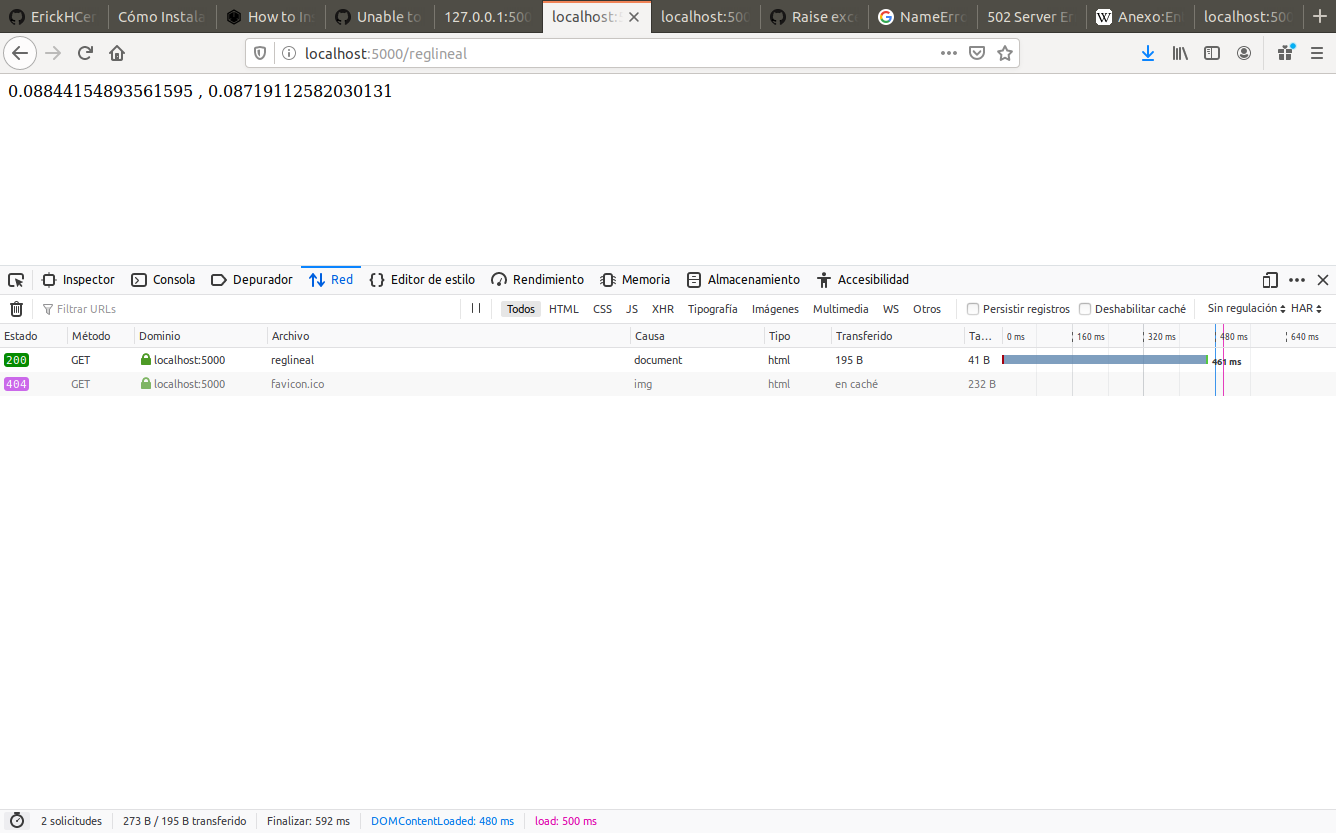 ErickHCer Cómo Instala How to Ins Unable to 127.0.0.1:500 localhost:5 localhost:500 Raise exce NameErro 502 Server Er Anexo:En localhost:500
localhost:5000/reglineal
0.08844154893561595 , 0.08719112582030131
Inspector Consola Depurador Red Editor de estilo Rendimiento Memoria Almacenamiento Accesibilidad
Filtrar URLs Todos HTML CSS JS XHR Tipografía Imágenes Multimedia WS Otros Persistir registros Deshabilitar caché Sin regulación HAR
Estado Método Dominio Archivo Causa Tipo Transferido Ta… 0 ms 160 ms 320 ms 480 ms 640 ms
200 GET localhost:5000 reglineal document html 195 B 41 B 461 ms
404 GET localhost:5000 favicon.ico img html en caché 232 B
2 solicitudes 273 B / 195 B transferido Finalizar: 592 ms DOMContentLoaded: 480 ms load: 500 ms